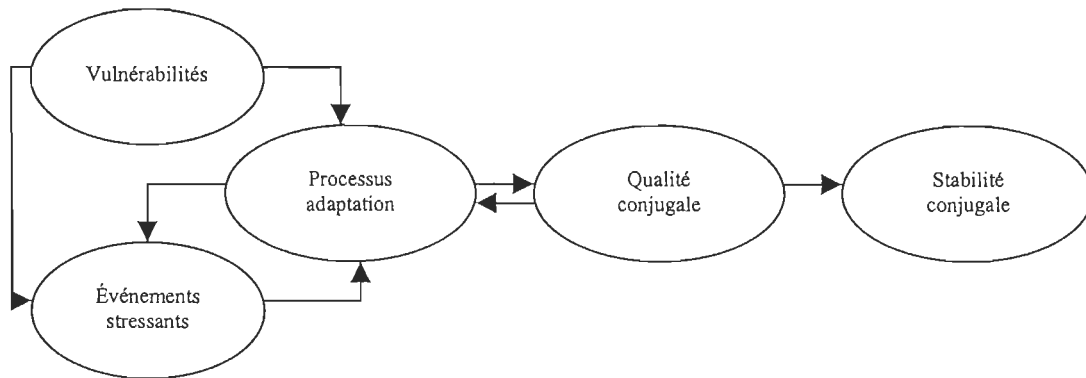 Vulnérabilités
Processus
adaptation
Qualité
conjugale
Stabilité
conjugale
Événements
stressants